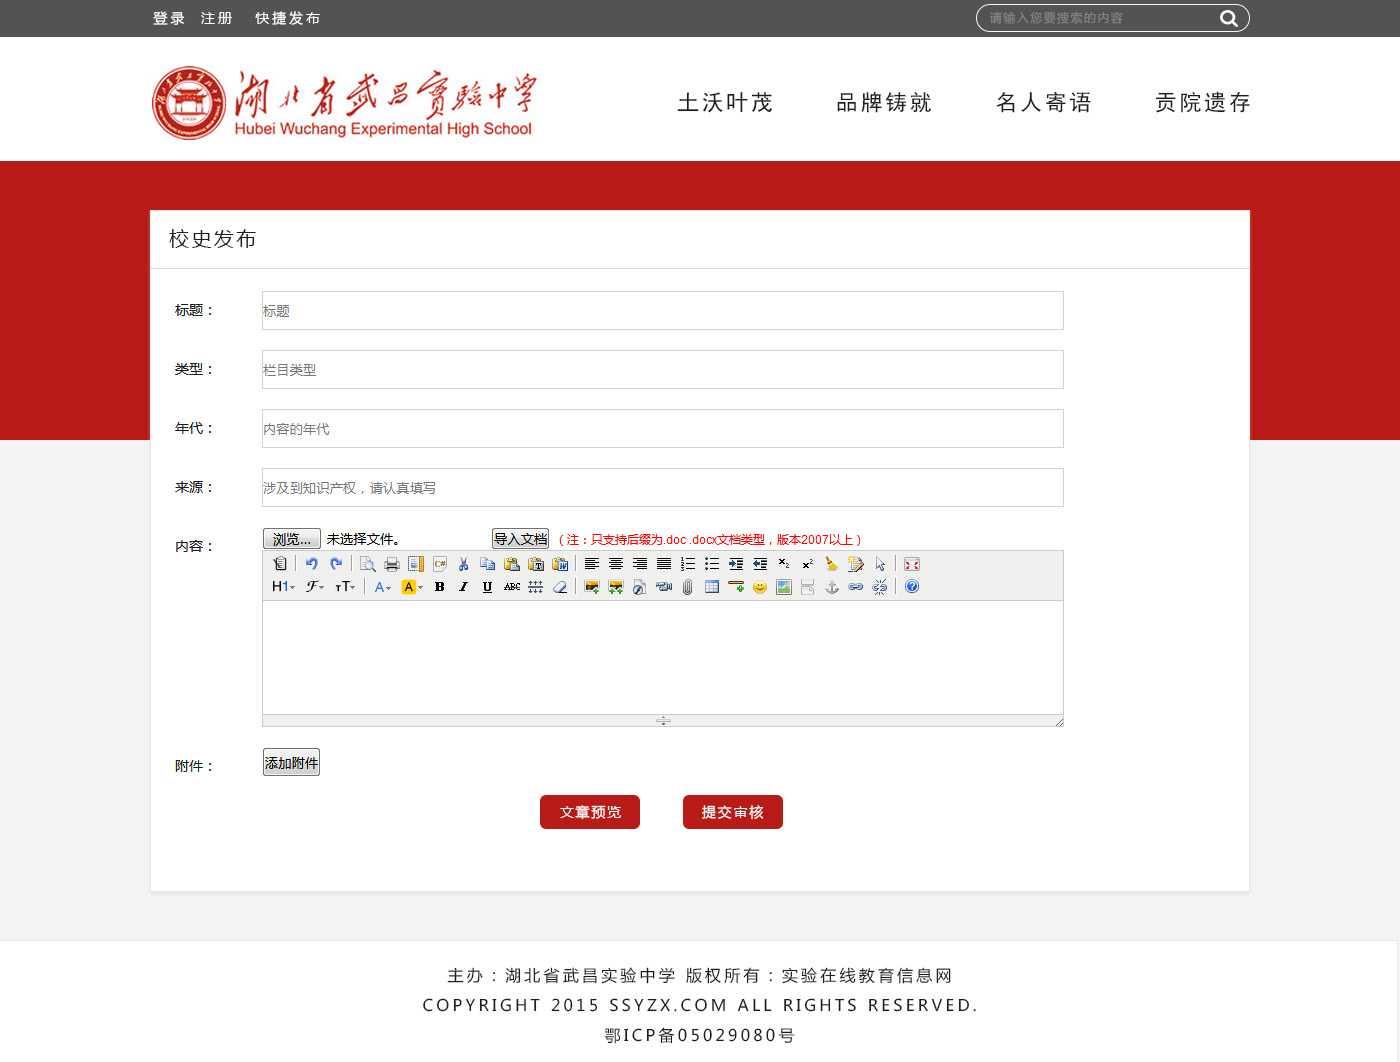 登录 注册 快捷发布 请输入您要搜索的内容
湖北省武昌实验中学
Hubei Wuchang Experimental High School
土沃叶茂 品牌铸就 名人寄语 贡院遗存
校史发布
标题： 标题
类型： 栏目类型
年代： 内容的年代
来源： 涉及到知识产权，请认真填写
内容： 浏览... 未选择文件。 导入文档 （注：只支持后缀为.doc .docx文档类型，版本2007以上）
H1 F TT A A B I U ABC
附件： 添加附件
文章预览 提交审核
主办：湖北省武昌实验中学 版权所有：实验在线教育信息网
COPYRIGHT 2015 SSYZX.COM ALL RIGHTS RESERVED.
鄂ICP备05029080号